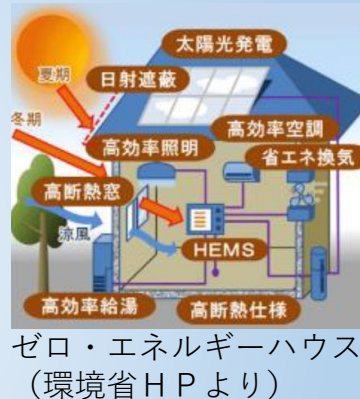 太陽光発電
夏期
日射遮蔽
冬期
高効率空調
高効率照明
省エネ換気
高断熱窓
涼風
HEMS
高効率給湯
高断熱仕様
ゼロ・エネルギーハウス
（環境省ＨＰより）